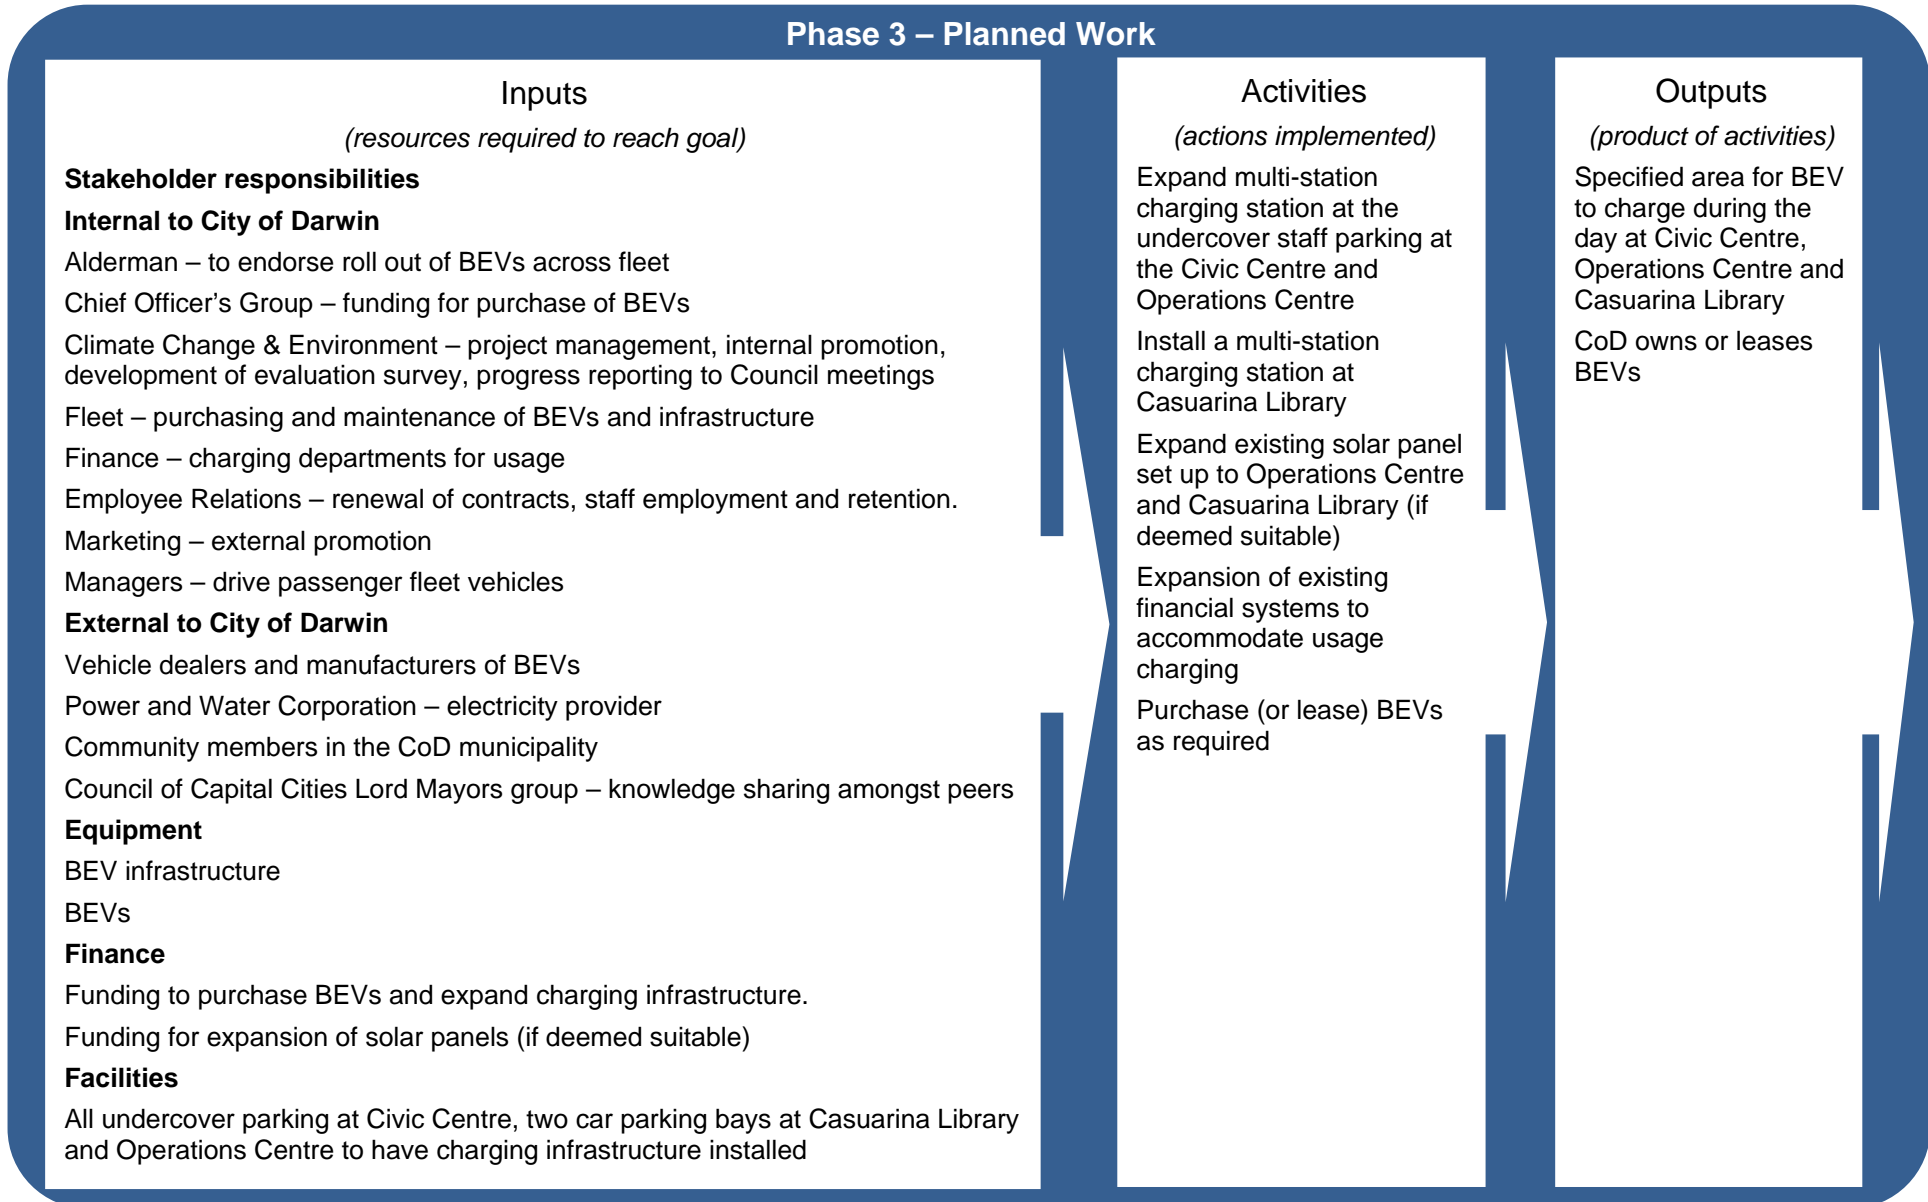 Phase 3 – Planned Work
Inputs
(resources required to reach goal)
Stakeholder responsibilities
Internal to City of Darwin
Alderman – to endorse roll out of BEVs across fleet
Chief Officer’s Group – funding for purchase of BEVs
Climate Change & Environment – project management, internal promotion,
development of evaluation survey, progress reporting to Council meetings
Fleet – purchasing and maintenance of BEVs and infrastructure
Finance – charging departments for usage
Employee Relations – renewal of contracts, staff employment and retention.
Marketing – external promotion
Managers – drive passenger fleet vehicles
External to City of Darwin
Vehicle dealers and manufacturers of BEVs
Power and Water Corporation – electricity provider
Community members in the CoD municipality
Council of Capital Cities Lord Mayors group – knowledge sharing amongst peers
Equipment
BEV infrastructure
BEVs
Finance
Funding to purchase BEVs and expand charging infrastructure.
Funding for expansion of solar panels (if deemed suitable)
Facilities
All undercover parking at Civic Centre, two car parking bays at Casuarina Library
and Operations Centre to have charging infrastructure installed
Activities
(actions implemented)
Expand multi-station
charging station at the
undercover staff parking at
the Civic Centre and
Operations Centre
Install a multi-station
charging station at
Casuarina Library
Expand existing solar panel
set up to Operations Centre
and Casuarina Library (if
deemed suitable)
Expansion of existing
financial systems to
accommodate usage
charging
Purchase (or lease) BEVs
as required
Outputs
(product of activities)
Specified area for BEV
to charge during the
day at Civic Centre,
Operations Centre and
Casuarina Library
CoD owns or leases
BEVs